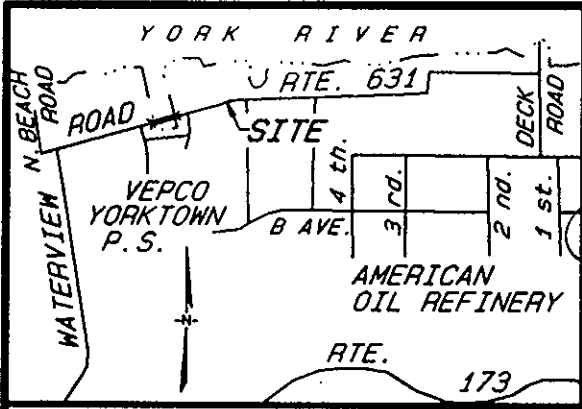 YORK RIVER
N. BEACH
ROAD
ROAD
RTE. 631
SITE
DECK
ROAD
VEPCO
YORKTOWN
P.S.
WATERVIEW
B AVE.
4 th.
3 rd.
2 nd.
1 st.
AMERICAN
OIL REFINERY
N
RTE.
173